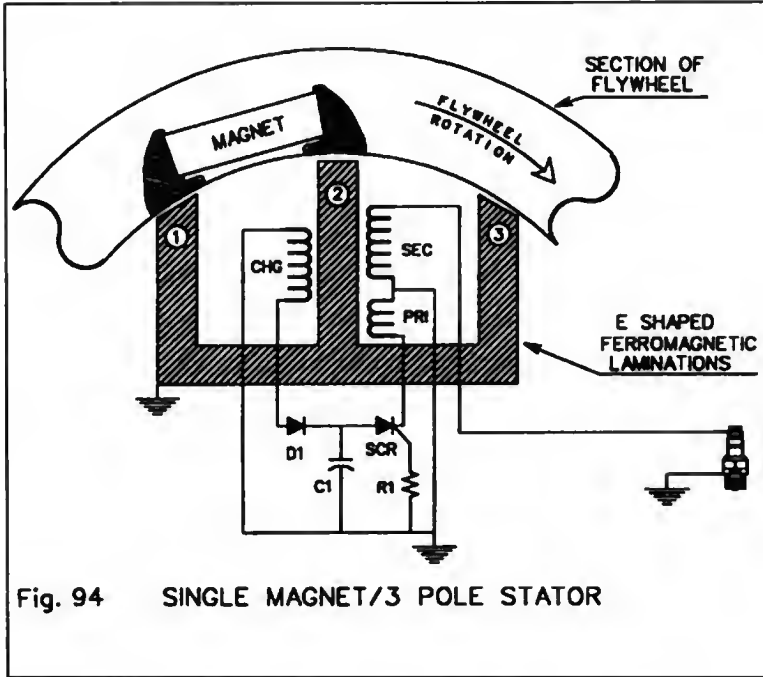 SECTION OF
FLYWHEEL
FLYWHEEL
ROTATION
MAGNET
1
2
3
CHG
SEC
PRI
E SHAPED
FERROMAGNETIC
LAMINATIONS
D1
SCR
C1
R1
Fig. 94 SINGLE MAGNET/3 POLE STATOR